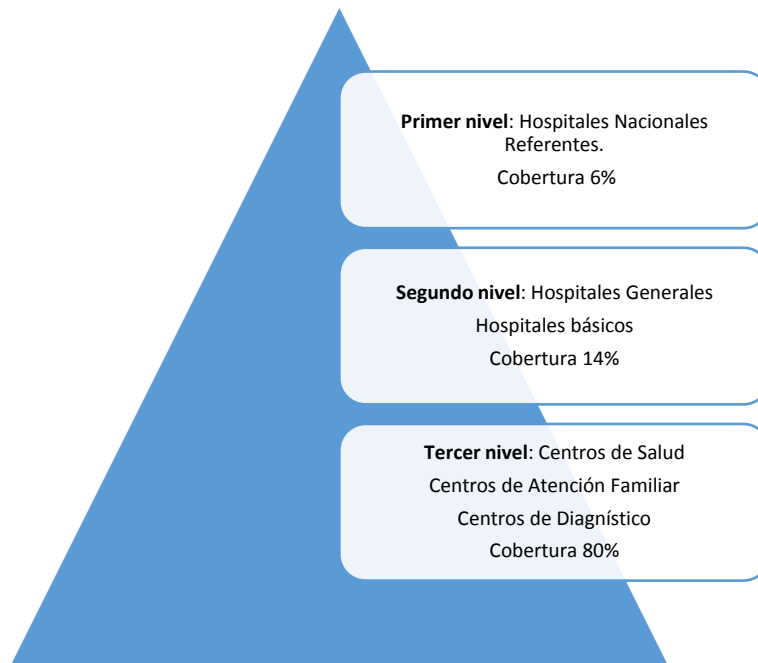 Primer nivel: Hospitales Nacionales
Referentes.
Cobertura 6%
Segundo nivel: Hospitales Generales
Hospitales básicos
Cobertura 14%
Tercer nivel: Centros de Salud
Centros de Atención Familiar
Centros de Diagnóstico
Cobertura 80%